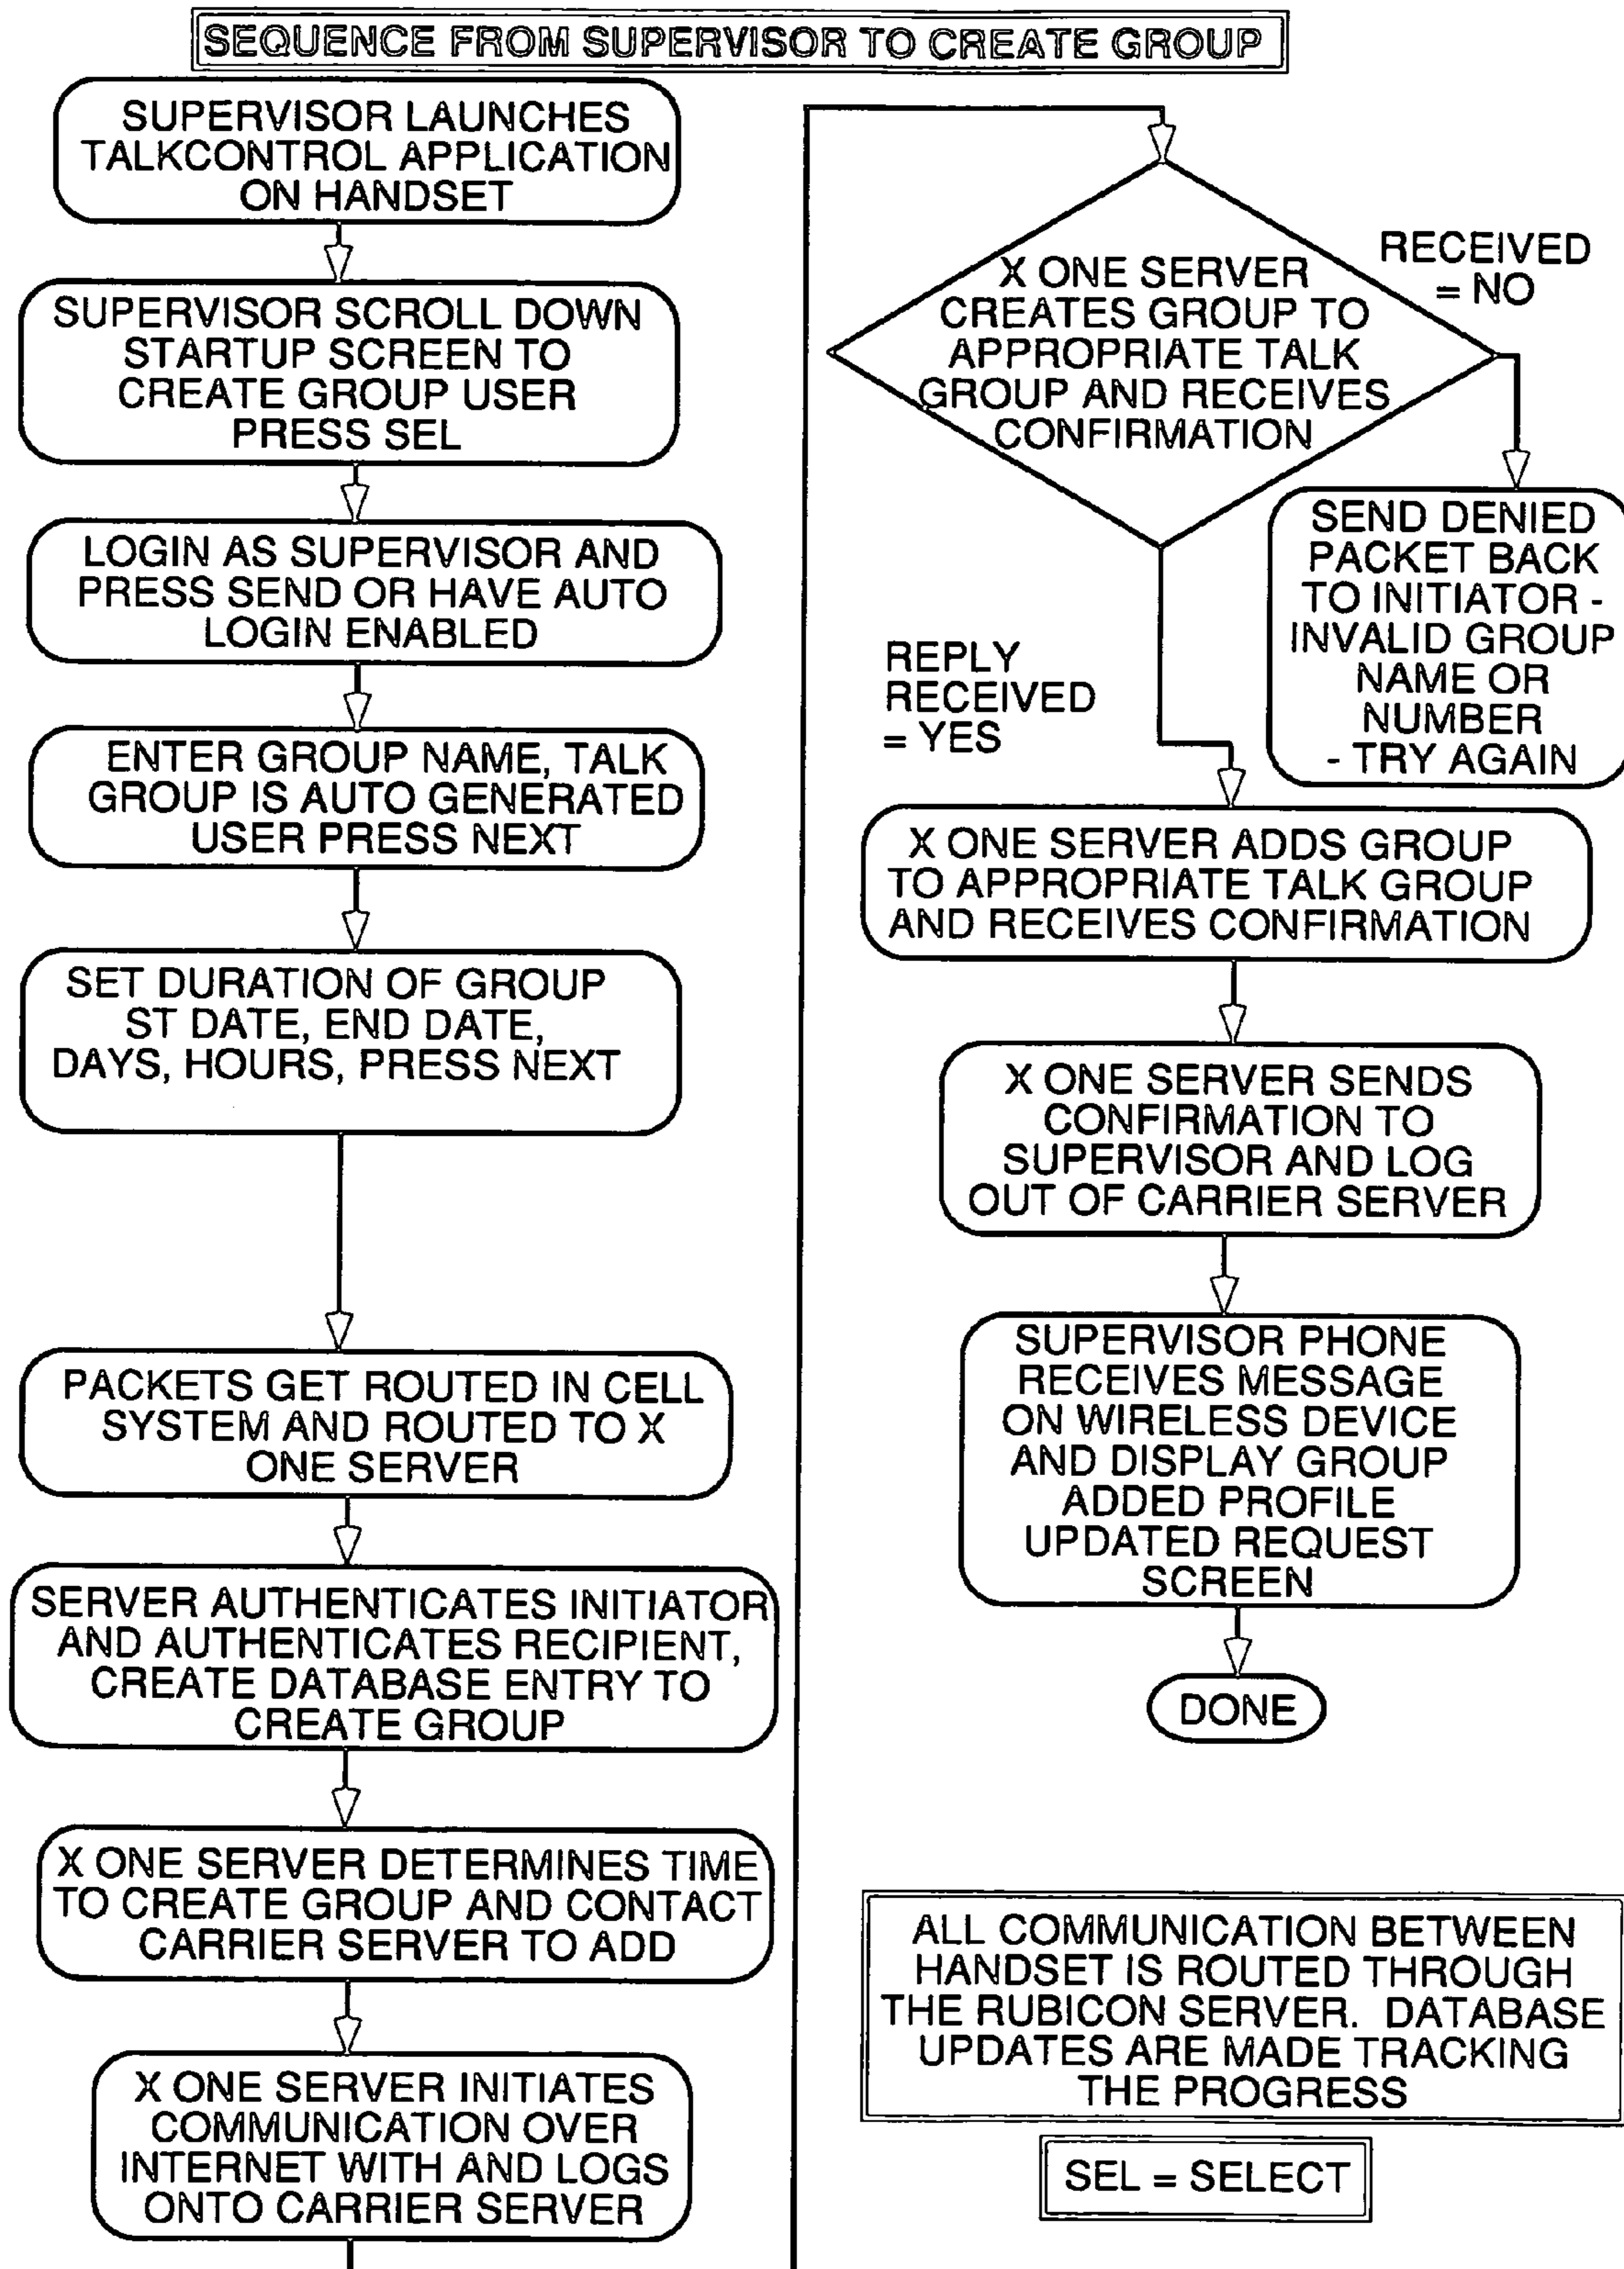 SEQUENCE FROM SUPERVISOR TO CREATE GROUP
SUPERVISOR LAUNCHES
TALKCONTROL APPLICATION
ON HANDSET
SUPERVISOR SCROLL DOWN
STARTUP SCREEN TO
CREATE GROUP USER
PRESS SEL
LOGIN AS SUPERVISOR AND
PRESS SEND OR HAVE AUTO
LOGIN ENABLED
ENTER GROUP NAME, TALK
GROUP IS AUTO GENERATED
USER PRESS NEXT
SET DURATION OF GROUP
ST DATE, END DATE,
DAYS, HOURS, PRESS NEXT
PACKETS GET ROUTED IN CELL
SYSTEM AND ROUTED TO X
ONE SERVER
SERVER AUTHENTICATES INITIATOR
AND AUTHENTICATES RECIPIENT,
CREATE DATABASE ENTRY TO
CREATE GROUP
X ONE SERVER DETERMINES TIME
TO CREATE GROUP AND CONTACT
CARRIER SERVER TO ADD
X ONE SERVER INITIATES
COMMUNICATION OVER
INTERNET WITH AND LOGS
ONTO CARRIER SERVER
X ONE SERVER
CREATES GROUP TO
APPROPRIATE TALK
GROUP AND RECEIVES
CONFIRMATION
RECEIVED
= NO
SEND DENIED
PACKET BACK
TO INITIATOR -
INVALID GROUP
NAME OR
NUMBER
- TRY AGAIN
REPLY
RECEIVED
= YES
X ONE SERVER ADDS GROUP
TO APPROPRIATE TALK GROUP
AND RECEIVES CONFIRMATION
X ONE SERVER SENDS
CONFIRMATION TO
SUPERVISOR AND LOG
OUT OF CARRIER SERVER
SUPERVISOR PHONE
RECEIVES MESSAGE
ON WIRELESS DEVICE
AND DISPLAY GROUP
ADDED PROFILE
UPDATED REQUEST
SCREEN
DONE
ALL COMMUNICATION BETWEEN
HANDSET IS ROUTED THROUGH
THE RUBICON SERVER. DATABASE
UPDATES ARE MADE TRACKING
THE PROGRESS
SEL = SELECT